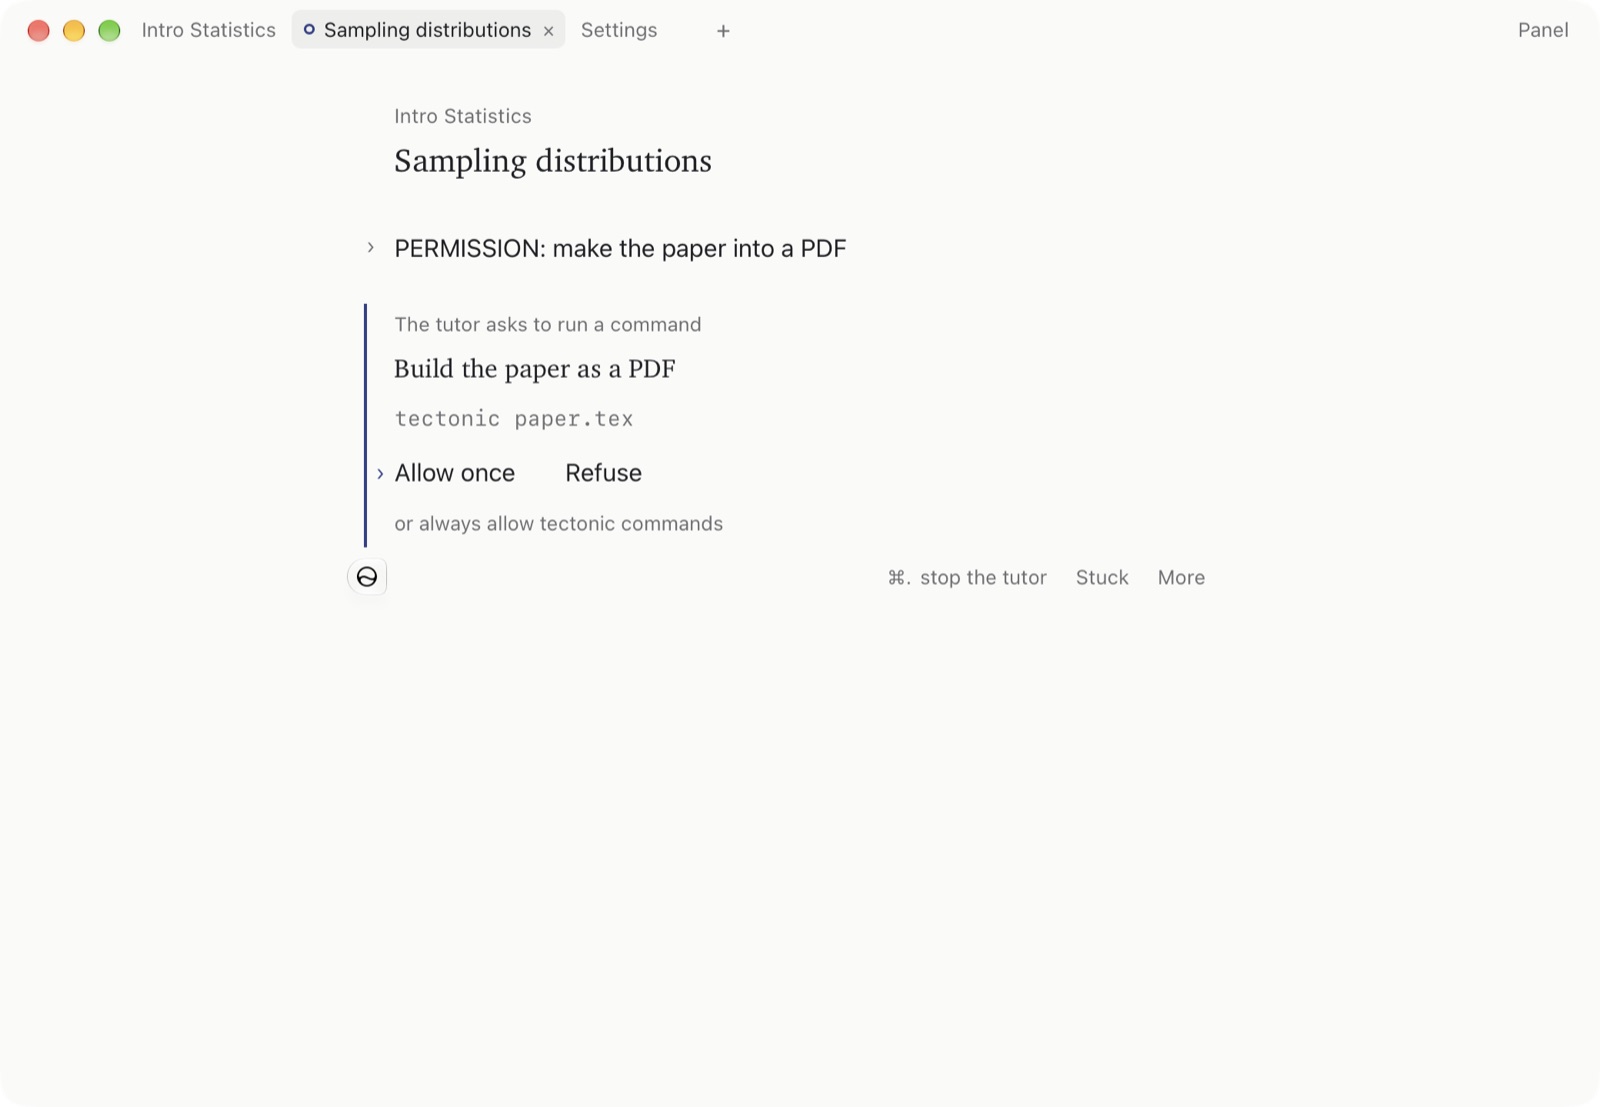 Intro Statistics
Sampling distributions ×
Settings
+
Panel
Intro Statistics
Sampling distributions
› PERMISSION: make the paper into a PDF
The tutor asks to run a command
Build the paper as a PDF
tectonic paper.tex
› Allow once Refuse
or always allow tectonic commands
⌘. stop the tutor Stuck More